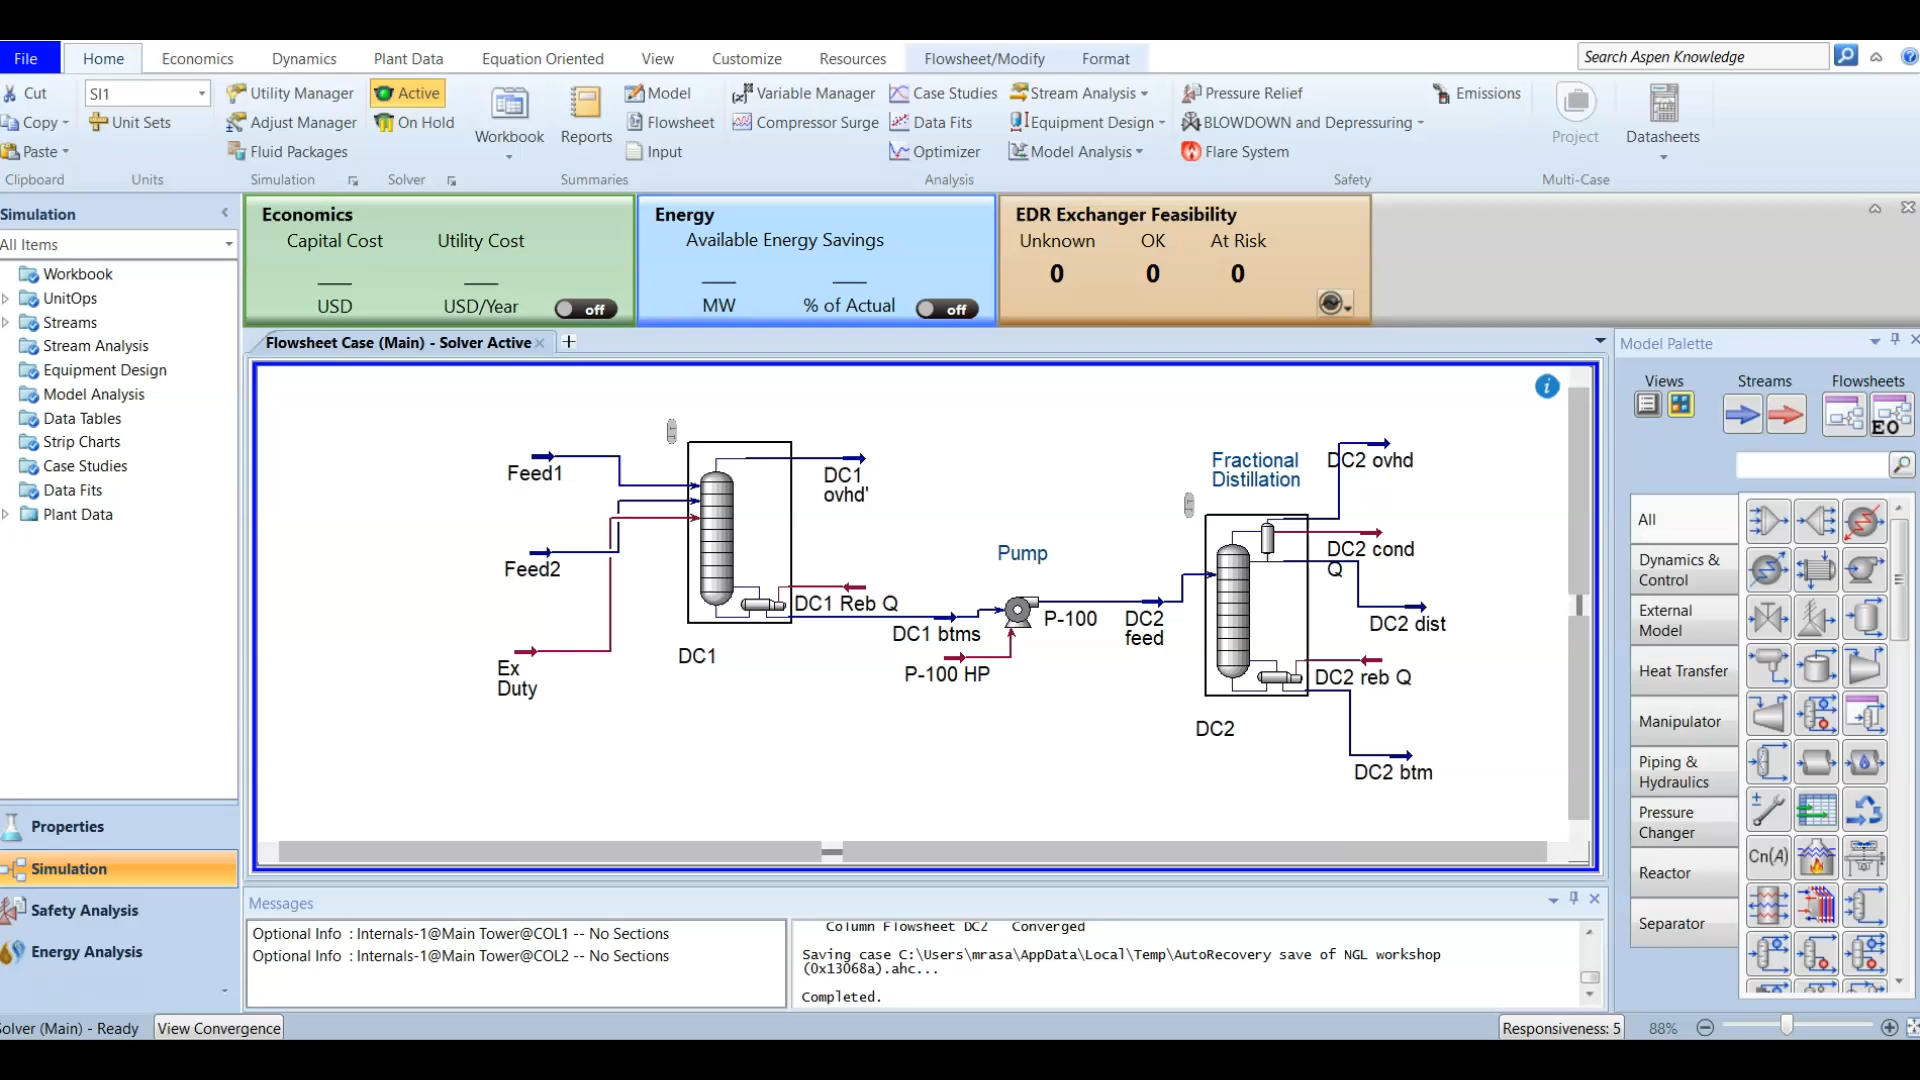 File Home Economics Dynamics Plant Data Equation Oriented View Customize Resources Flowsheet/Modify Format Search Aspen Knowledge
Cut SI1 Utility Manager Active Model Variable Manager Case Studies Stream Analysis Pressure Relief Emissions
Copy Unit Sets Adjust Manager On Hold Workbook Reports Flowsheet Compressor Surge Data Fits Equipment Design BLOWDOWN and Depressuring Project Datasheets
Paste Fluid Packages Input Optimizer Model Analysis Flare System
Clipboard Units Simulation Solver Summaries Analysis Safety Multi-Case
Simulation
All Items
Workbook
UnitOps
Streams
Stream Analysis
Equipment Design
Model Analysis
Data Tables
Strip Charts
Case Studies
Data Fits
Plant Data
Properties
Simulation
Safety Analysis
Energy Analysis
Economics
Capital Cost Utility Cost
USD USD/Year off
Energy
Available Energy Savings
MW % of Actual off
EDR Exchanger Feasibility
Unknown OK At Risk
0 0 0
Flowsheet Case (Main) - Solver Active
Feed1
Feed2
Ex
Duty
DC1
ovhd'
DC1 Reb Q
DC1 btms
DC1
Pump
P-100
P-100 HP
DC2
feed
Fractional
Distillation
DC2 ovhd
DC2 cond
Q
DC2 dist
DC2 reb Q
DC2
DC2 btm
Model Palette
Views Streams Flowsheets
EO
All
Dynamics &
Control
External
Model
Heat Transfer
Manipulator
Piping &
Hydraulics
Pressure
Changer
Reactor
Separator
Cn(A)
Messages
Optional Info : Internals-1@Main Tower@COL1 -- No Sections
Optional Info : Internals-1@Main Tower@COL2 -- No Sections
Column Flowsheet DC2 Converged
Saving case C:\Users\mrasa\AppData\Local\Temp\AutoRecovery save of NGL workshop
(0x13068a).ahc...
Completed.
Solver (Main) - Ready View Convergence Responsiveness: 5 88%